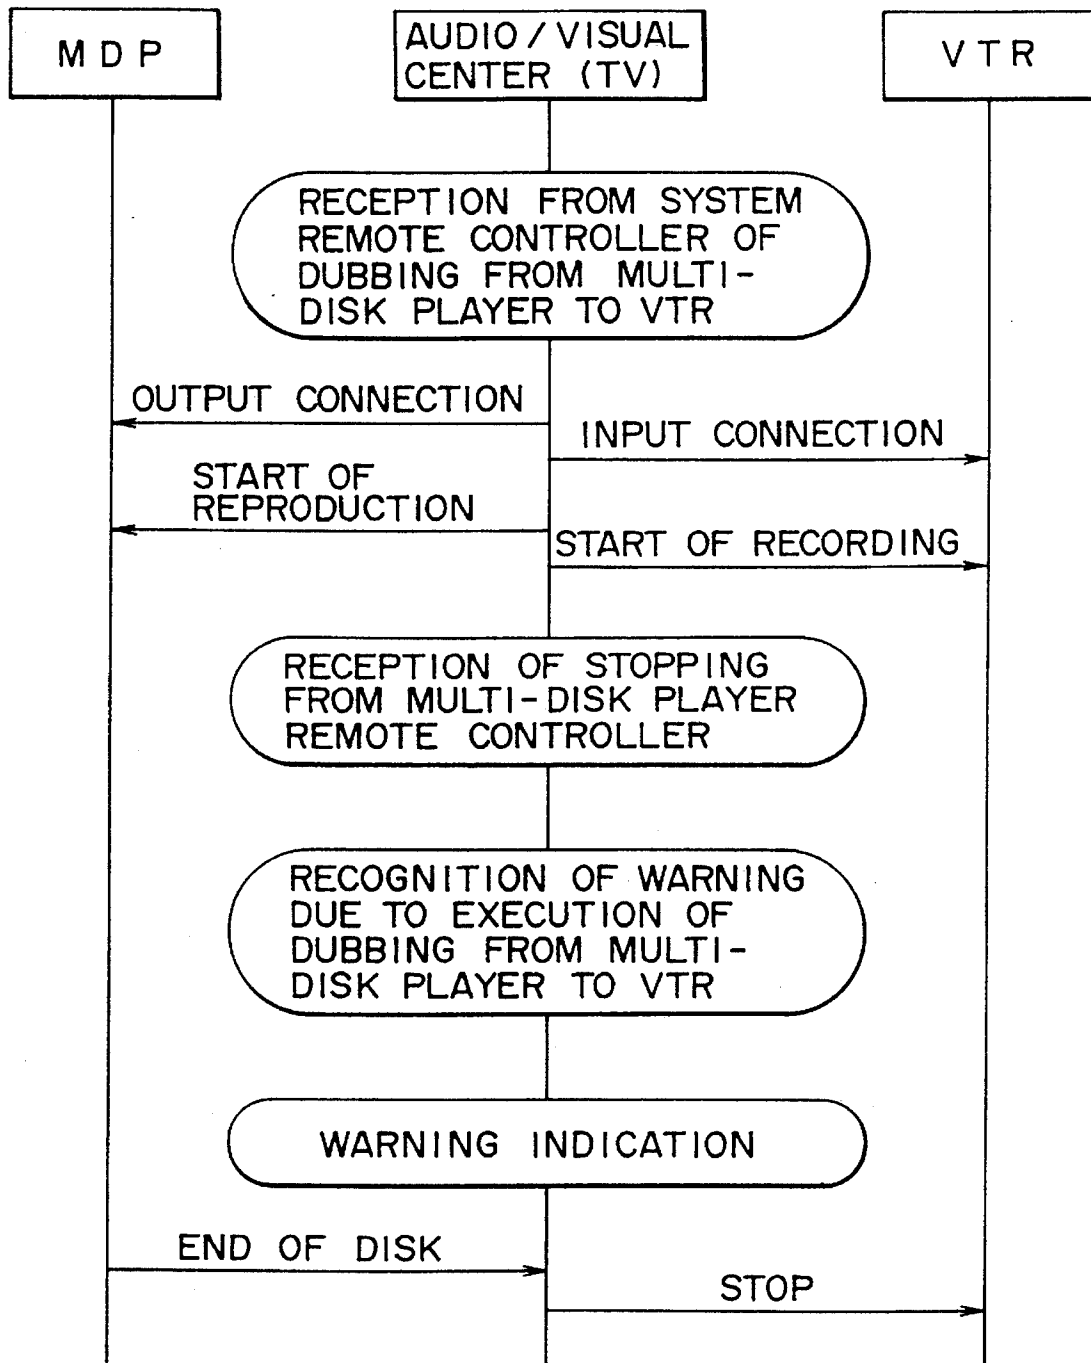 MDP
AUDIO/VISUAL
CENTER (TV)
VTR
RECEPTION FROM SYSTEM
REMOTE CONTROLLER OF
DUBBING FROM MULTI-
DISK PLAYER TO VTR
OUTPUT CONNECTION
INPUT CONNECTION
START OF
REPRODUCTION
START OF RECORDING
RECEPTION OF STOPPING
FROM MULTI-DISK PLAYER
REMOTE CONTROLLER
RECOGNITION OF WARNING
DUE TO EXECUTION OF
DUBBING FROM MULTI-
DISK PLAYER TO VTR
WARNING INDICATION
END OF DISK
STOP